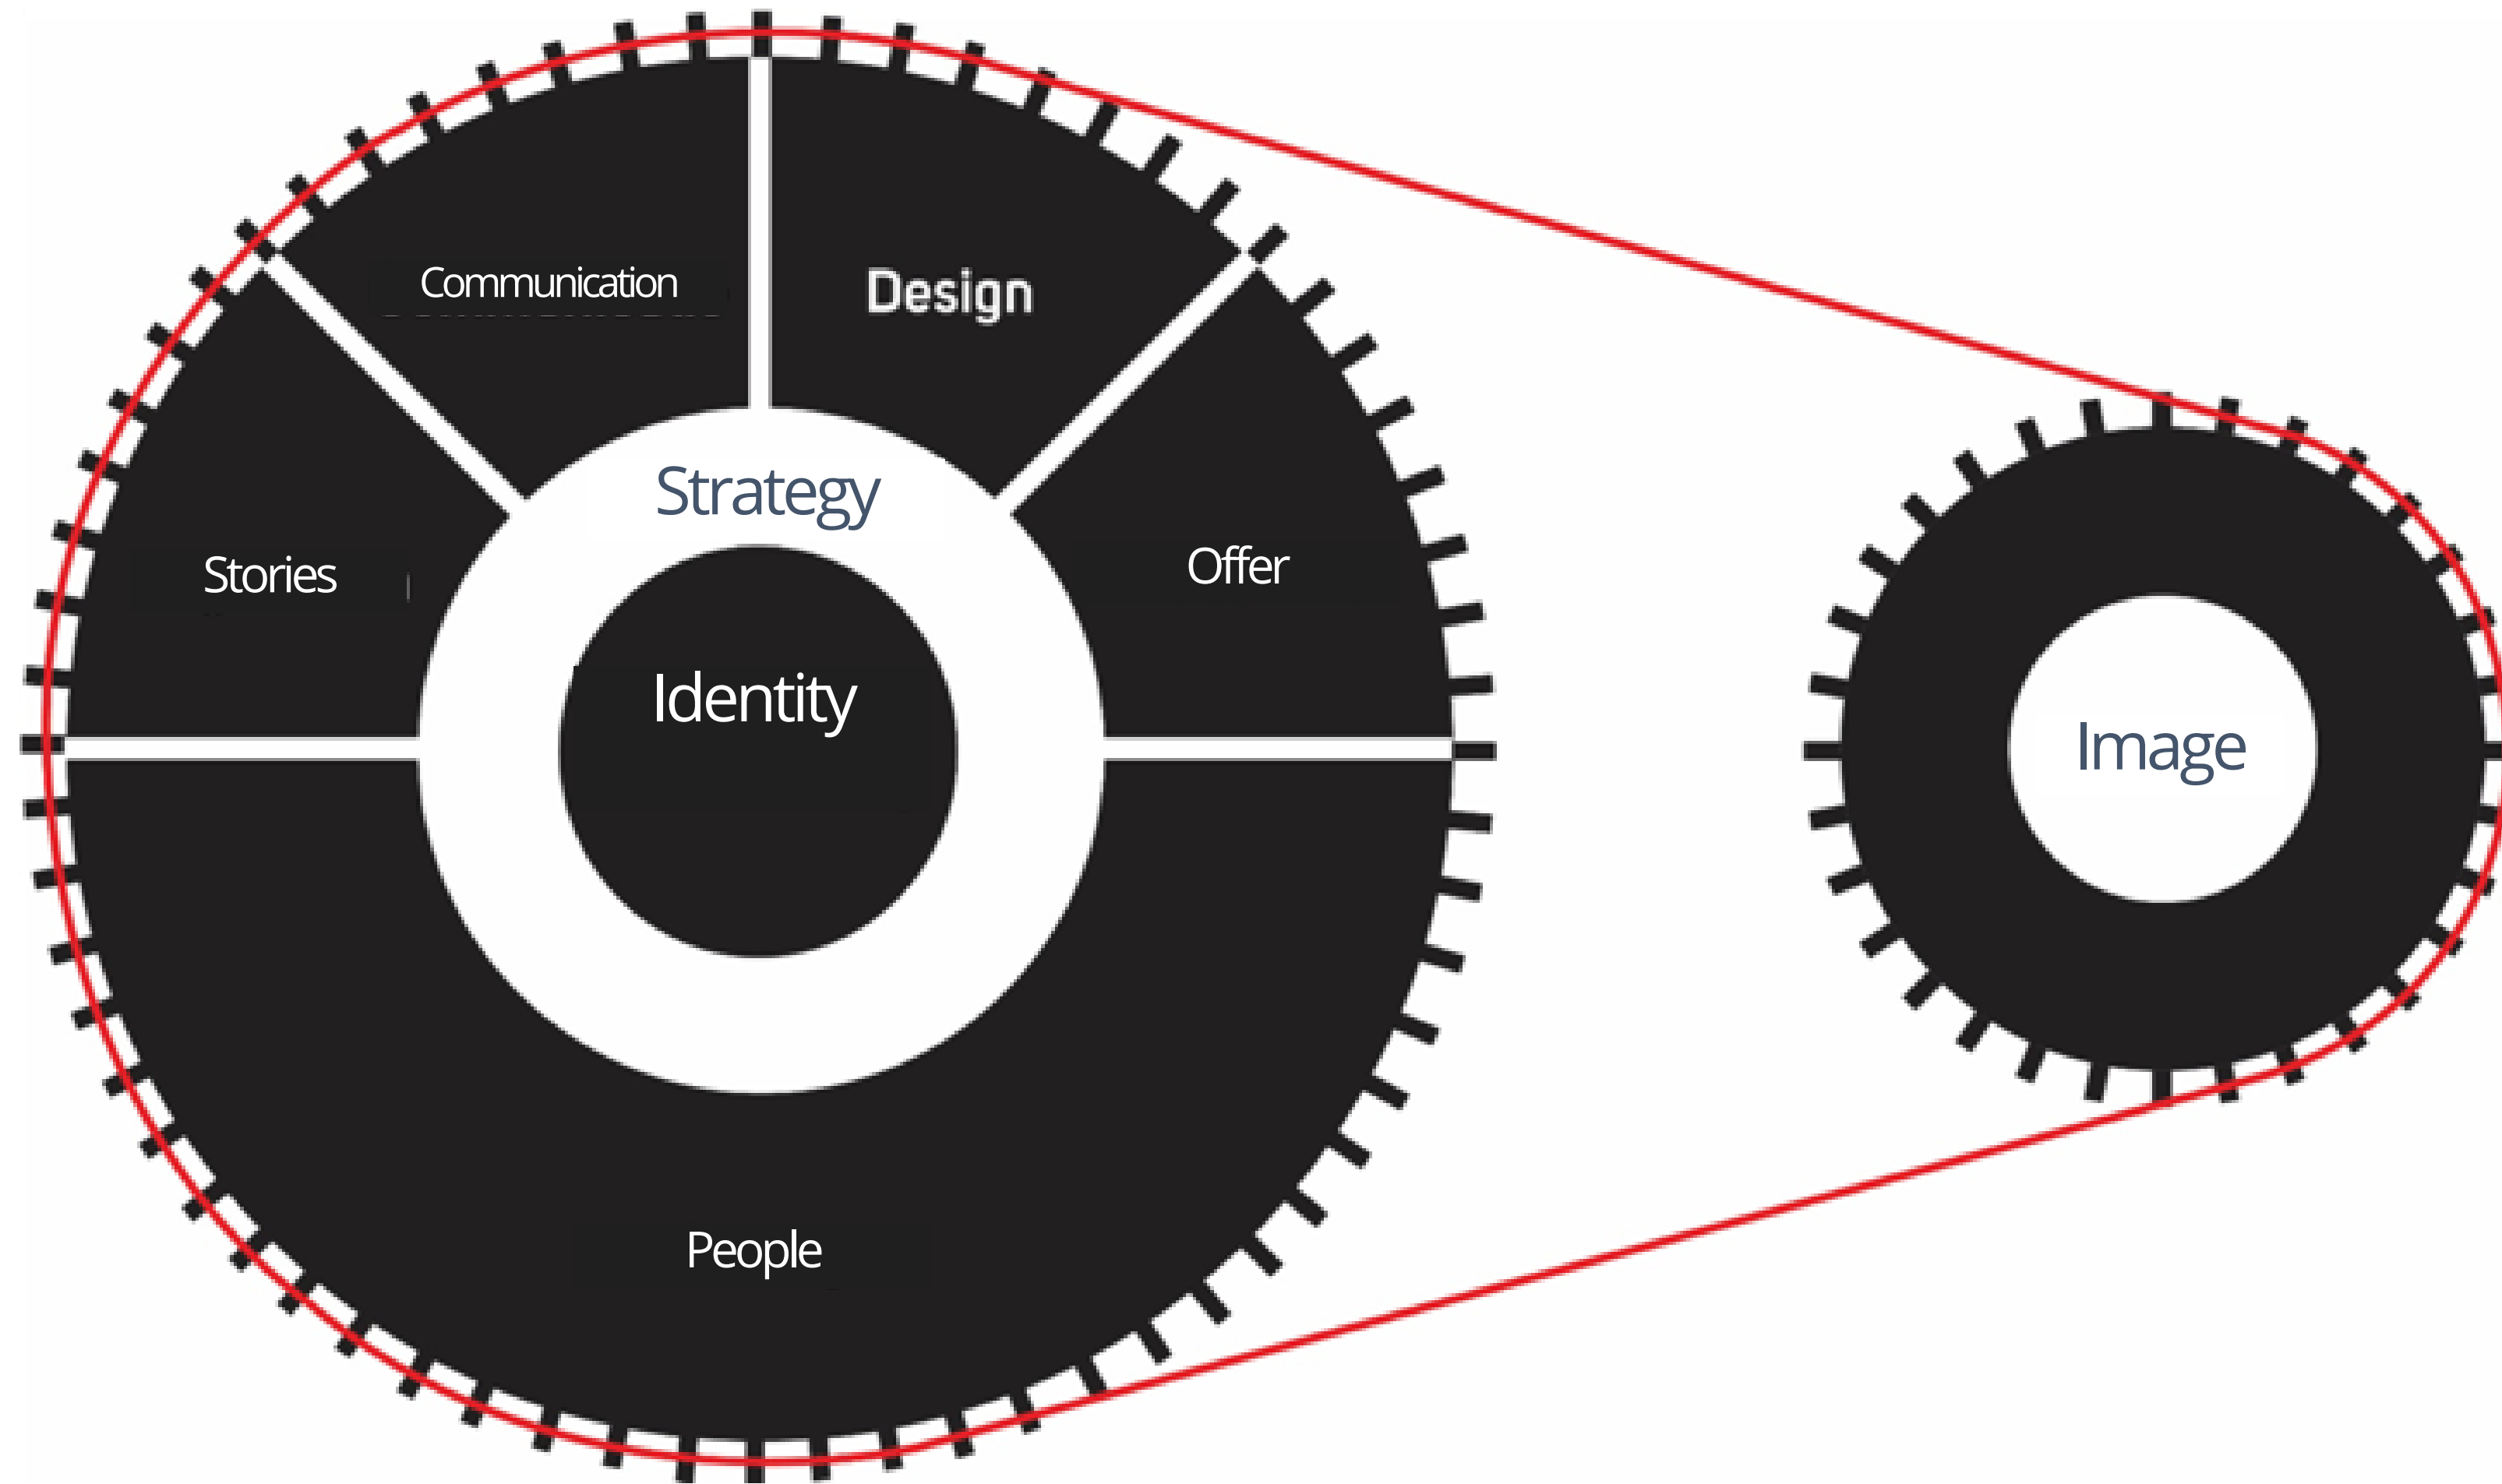 Communication
Design
Strategy
Stories
Offer
Identity
Image
People